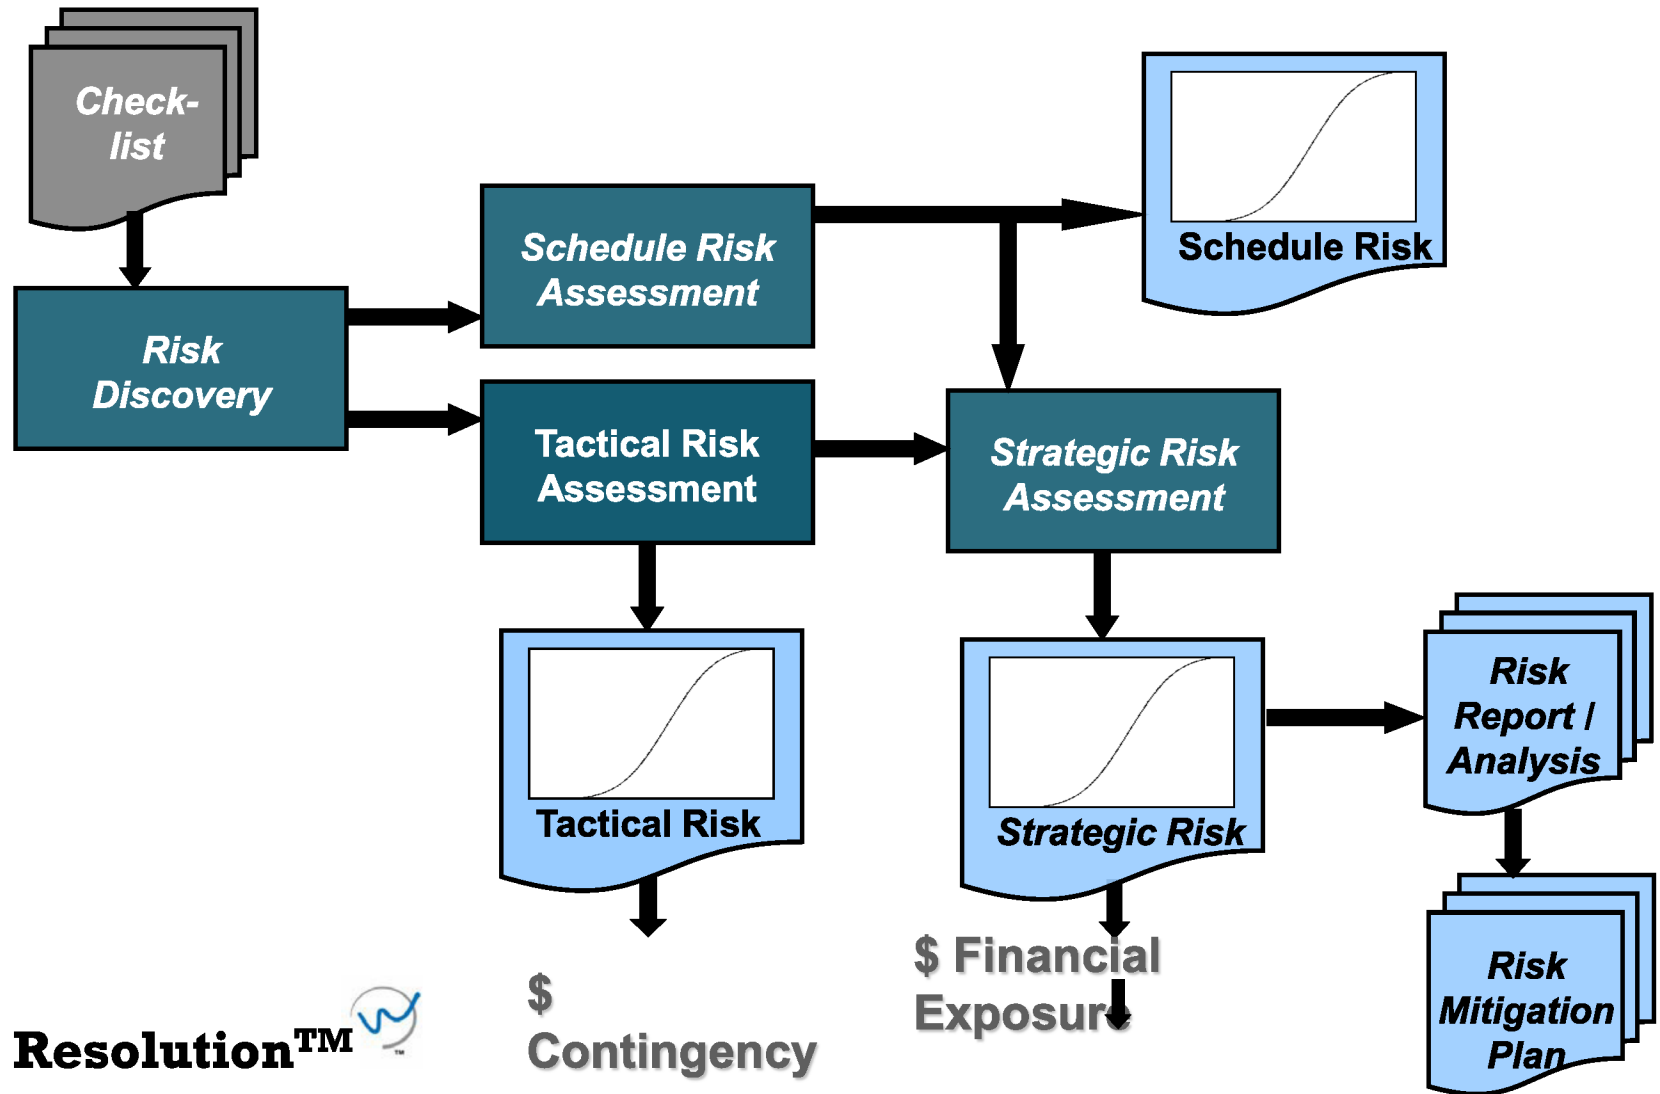 Check-
list
Schedule Risk
Schedule Risk
Assessment
Risk
Discovery
Tactical Risk
Assessment
Strategic Risk
Assessment
Tactical Risk
Strategic Risk
Risk
Report /
Analysis
$
Contingency
$ Financial
Exposure
Risk
Mitigation
Plan
Resolution™
TM